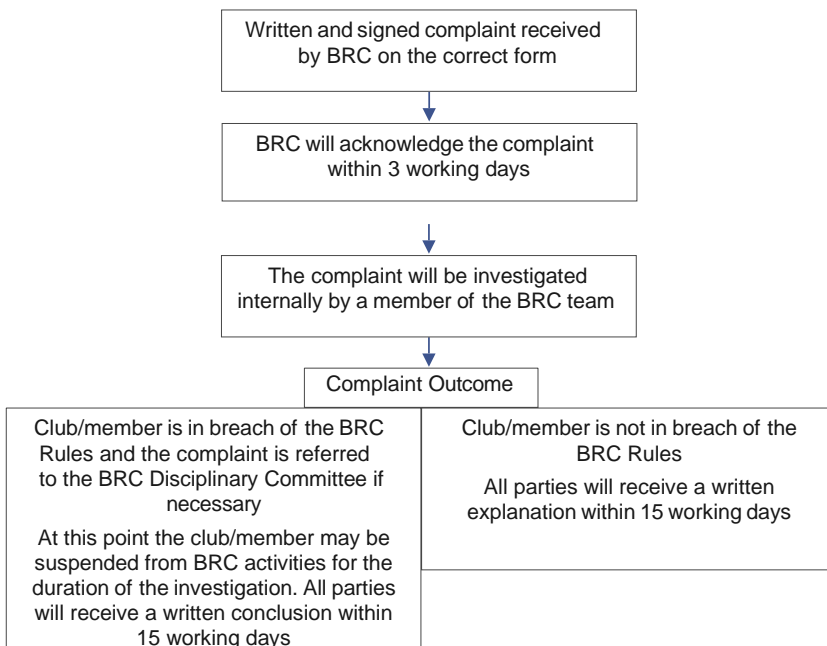 Written and signed complaint received
by BRC on the correct form
BRC will acknowledge the complaint
within 3 working days
The complaint will be investigated
internally by a member of the BRC team
Complaint Outcome
Club/member is in breach of the BRC
Rules and the complaint is referred
to the BRC Disciplinary Committee if
necessary
At this point the club/member may be
suspended from BRC activities for the
duration of the investigation. All parties
will receive a written conclusion within
15 working days
Club/member is not in breach of the
BRC Rules
All parties will receive a written
explanation within 15 working days